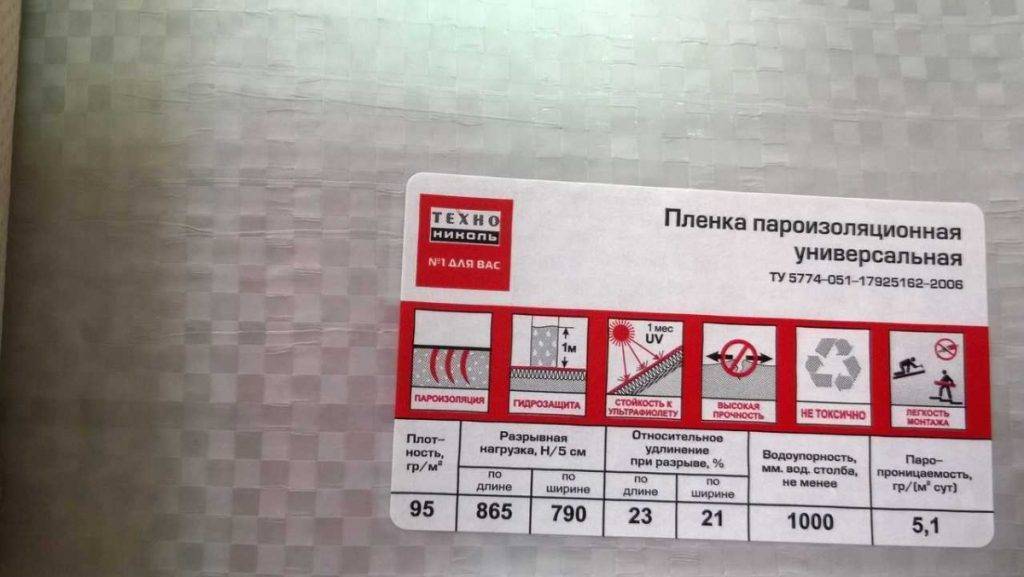 ТЕХНО
НИКОЛЬ
№1 ДЛЯ ВАС
Пленка пароизоляционная
универсальная
ТУ 5774-051-17925162-2006
ПАРОИЗОЛЯЦИЯ
1м
ГИДРОЗАЩИТА
1 мес
UV
СТОЙКОСТЬ К
УЛЬТРАФИОЛЕТУ
ВЫСОКАЯ
ПРОЧНОСТЬ
НЕ ТОКСИЧНО
ЛЕГКОСТЬ
МОНТАЖА
Плот-
ность,
гр/м²
Разрывная
нагрузка, Н/5 см
по
длине
по
ширине
Относительное
удлинение
при разрыве, %
по
длине
по
ширине
Водоупорность,
мм. вод. столба,
не менее
Паро-
проницаемость,
гр/(м² сут)
95 865 790 23 21 1000 5,1